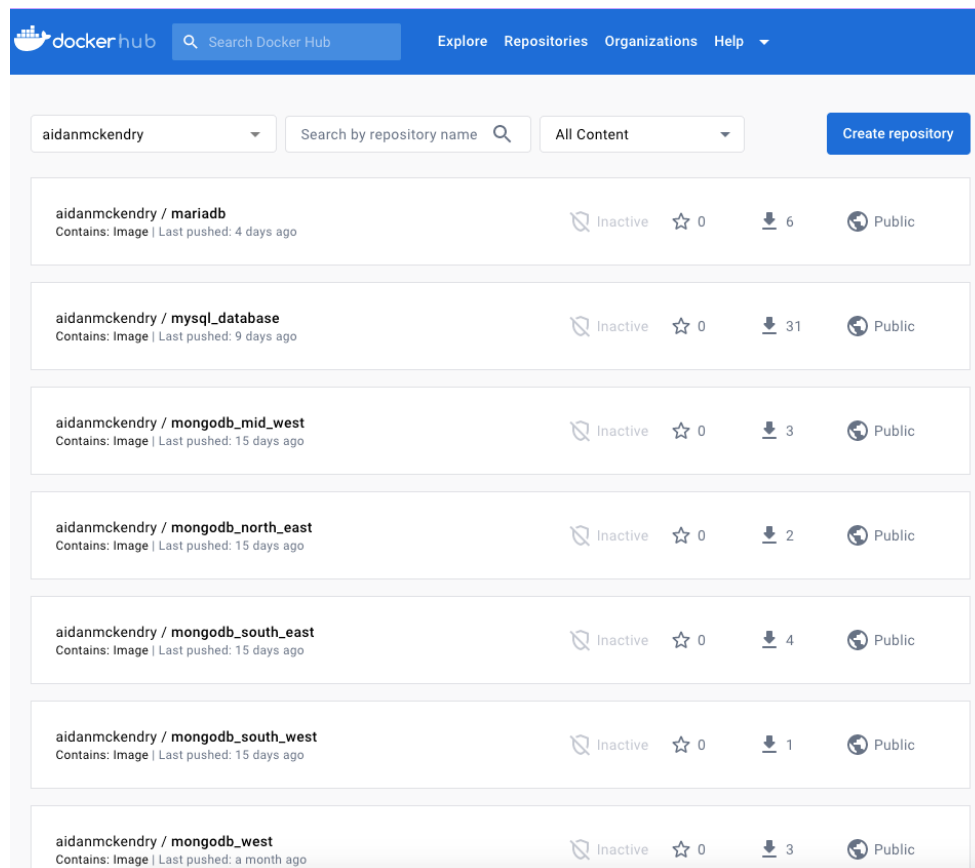 dockerhub Search Docker Hub Explore Repositories Organizations Help
aidanmckendry Search by repository name All Content Create repository
aidanmckendry / mariadb
Contains: Image | Last pushed: 4 days ago
Inactive 0 6 Public
aidanmckendry / mysql_database
Contains: Image | Last pushed: 9 days ago
Inactive 0 31 Public
aidanmckendry / mongodb_mid_west
Contains: Image | Last pushed: 15 days ago
Inactive 0 3 Public
aidanmckendry / mongodb_north_east
Contains: Image | Last pushed: 15 days ago
Inactive 0 2 Public
aidanmckendry / mongodb_south_east
Contains: Image | Last pushed: 15 days ago
Inactive 0 4 Public
aidanmckendry / mongodb_south_west
Contains: Image | Last pushed: 15 days ago
Inactive 0 1 Public
aidanmckendry / mongodb_west
Contains: Image | Last pushed: a month ago
Inactive 0 3 Public